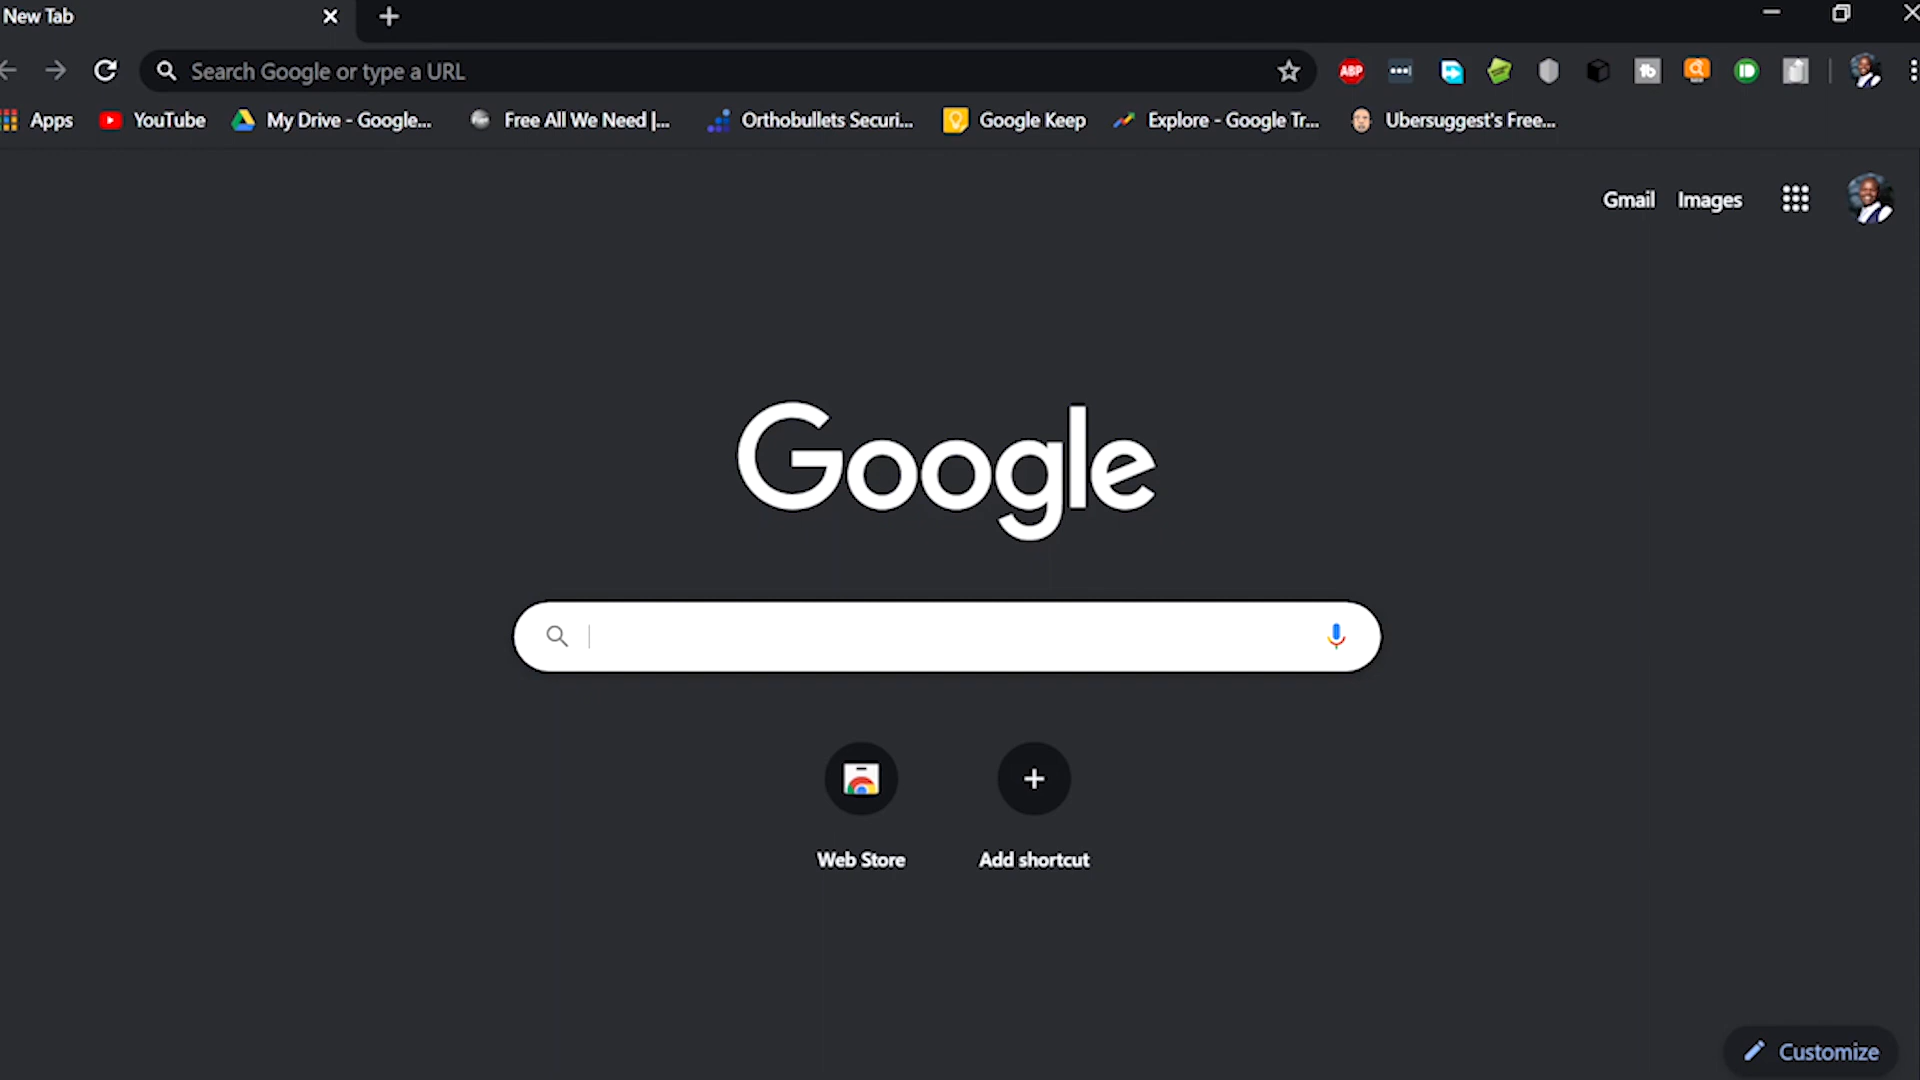 New Tab
Search Google or type a URL
ABP
Apps YouTube My Drive - Google... Free All We Need |... Orthobullets Securi... Google Keep Explore - Google Tr... Ubersuggest's Free...
Gmail Images
Google
Web Store Add shortcut
Customize